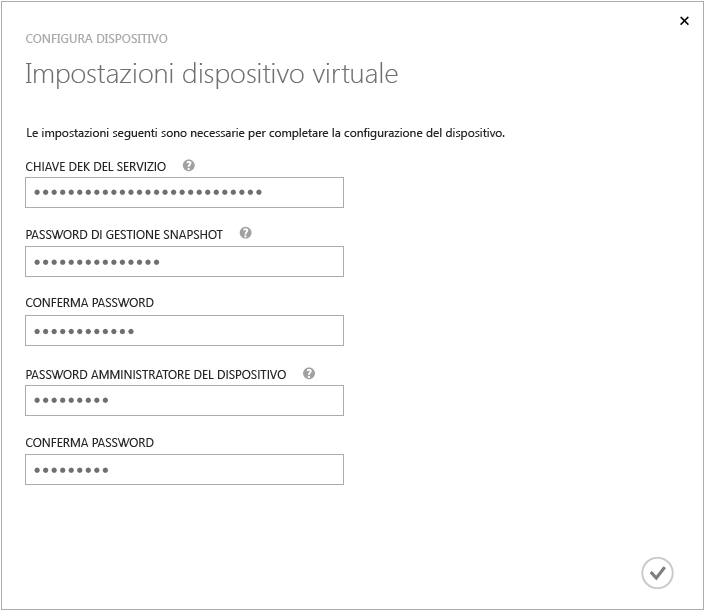 CONFIGURA DISPOSITIVO
Impostazioni dispositivo virtuale
Le impostazioni seguenti sono necessarie per completare la configurazione del dispositivo.
CHIAVE DEK DEL SERVIZIO
PASSWORD DI GESTIONE SNAPSHOT
CONFERMA PASSWORD
PASSWORD AMMINISTRATORE DEL DISPOSITIVO
CONFERMA PASSWORD